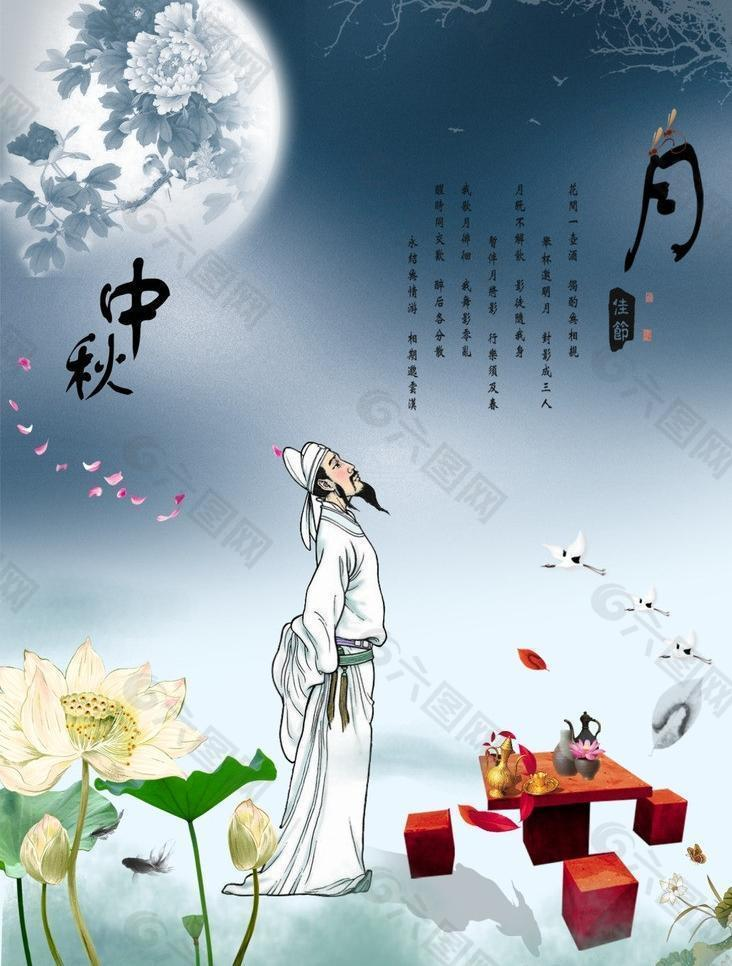 月
佳節
花間一壺酒 獨酌無相親
舉杯邀明月 對影成三人
月既不解飲 影徒隨我身
暫伴月將影 行樂須及春
我歌月徘徊 我舞影零亂
醒時同交歡 醉后各分散
永結無情游 相期邈雲漢
中秋
六图网